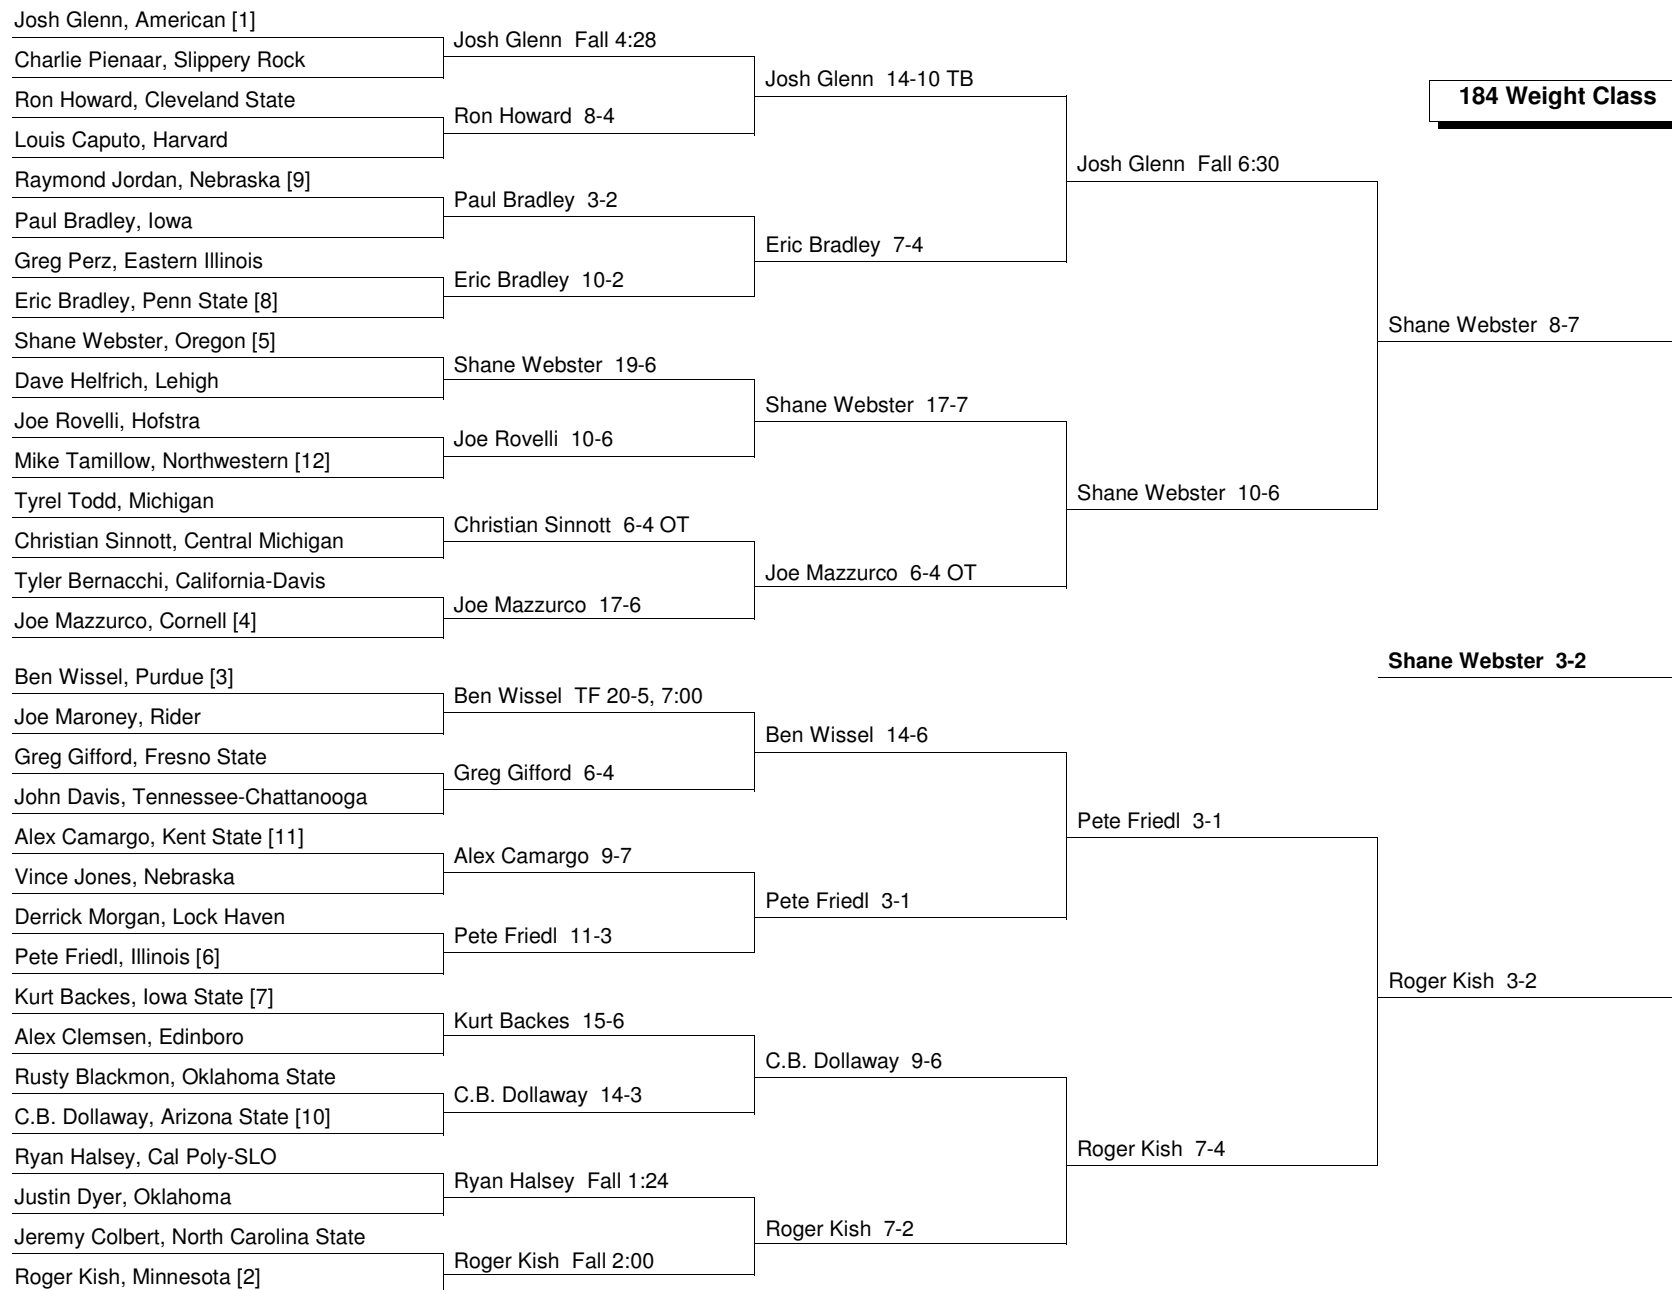 184 Weight Class
Josh Glenn, American [1]
Charlie Pienaar, Slippery Rock
Ron Howard, Cleveland State
Louis Caputo, Harvard
Raymond Jordan, Nebraska [9]
Paul Bradley, Iowa
Greg Perz, Eastern Illinois
Eric Bradley, Penn State [8]
Shane Webster, Oregon [5]
Dave Helfrich, Lehigh
Joe Rovelli, Hofstra
Mike Tamillow, Northwestern [12]
Tyrel Todd, Michigan
Christian Sinnott, Central Michigan
Tyler Bernacchi, California-Davis
Joe Mazzurco, Cornell [4]
Ben Wissel, Purdue [3]
Joe Maroney, Rider
Greg Gifford, Fresno State
John Davis, Tennessee-Chattanooga
Alex Camargo, Kent State [11]
Vince Jones, Nebraska
Derrick Morgan, Lock Haven
Pete Friedl, Illinois [6]
Kurt Backes, Iowa State [7]
Alex Clemsen, Edinboro
Rusty Blackmon, Oklahoma State
C.B. Dollaway, Arizona State [10]
Ryan Halsey, Cal Poly-SLO
Justin Dyer, Oklahoma
Jeremy Colbert, North Carolina State
Roger Kish, Minnesota [2]
Josh Glenn  Fall 4:28
Ron Howard  8-4
Paul Bradley  3-2
Eric Bradley  10-2
Shane Webster  19-6
Joe Rovelli  10-6
Christian Sinnott  6-4 OT
Joe Mazzurco  17-6
Ben Wissel  TF 20-5, 7:00
Greg Gifford  6-4
Alex Camargo  9-7
Pete Friedl  11-3
Kurt Backes  15-6
C.B. Dollaway  14-3
Ryan Halsey  Fall 1:24
Roger Kish  Fall 2:00
Josh Glenn  14-10 TB
Eric Bradley  7-4
Shane Webster  17-7
Joe Mazzurco  6-4 OT
Ben Wissel  14-6
Pete Friedl  3-1
C.B. Dollaway  9-6
Roger Kish  7-2
Josh Glenn  Fall 6:30
Shane Webster  10-6
Pete Friedl  3-1
Roger Kish  7-4
Shane Webster  8-7
Roger Kish  3-2
Shane Webster  3-2